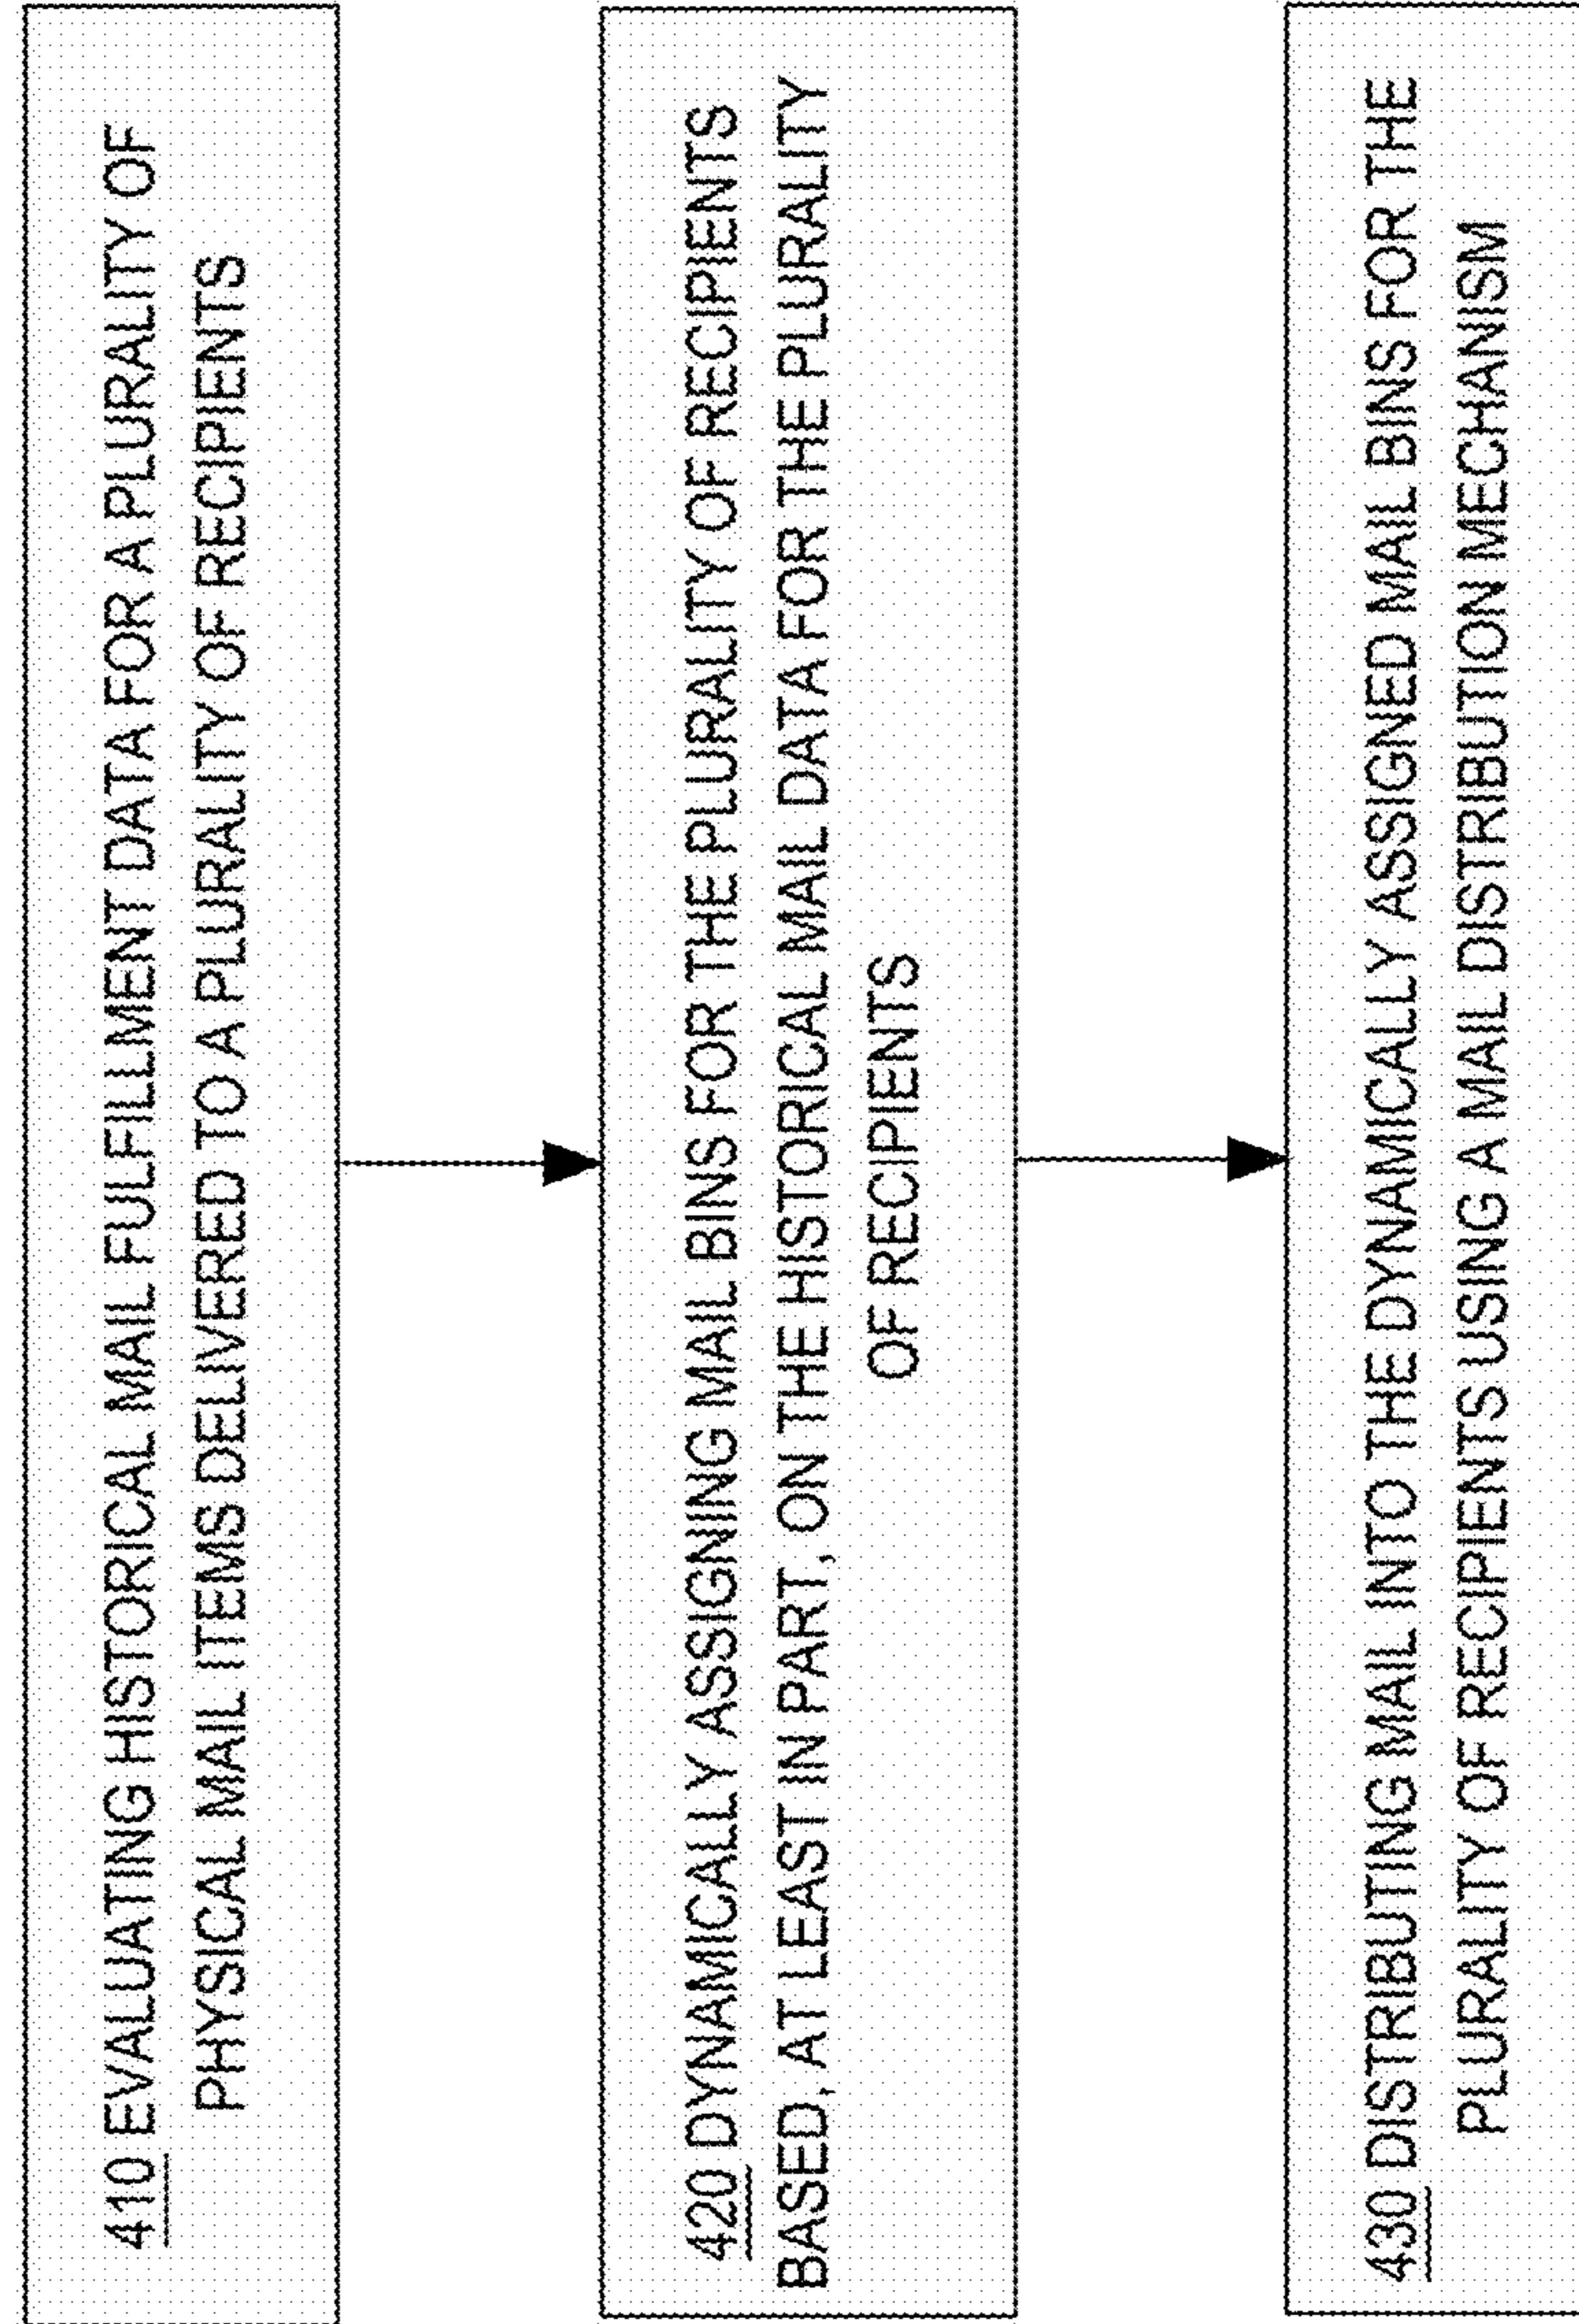 410 EVALUATING HISTORICAL MAIL FULFILLMENT DATA FOR A PLURALITY OF
PHYSICAL MAIL ITEMS DELIVERED TO A PLURALITY OF RECIPIENTS
420 DYNAMICALLY ASSIGNING MAIL BINS FOR THE PLURALITY OF RECIPIENTS
BASED, AT LEAST IN PART, ON THE HISTORICAL MAIL DATA FOR THE PLURALITY
OF RECIPIENTS
430 DISTRIBUTING MAIL INTO THE DYNAMICALLY ASSIGNED MAIL BINS FOR THE
PLURALITY OF RECIPIENTS USING A MAIL DISTRIBUTION MECHANISM